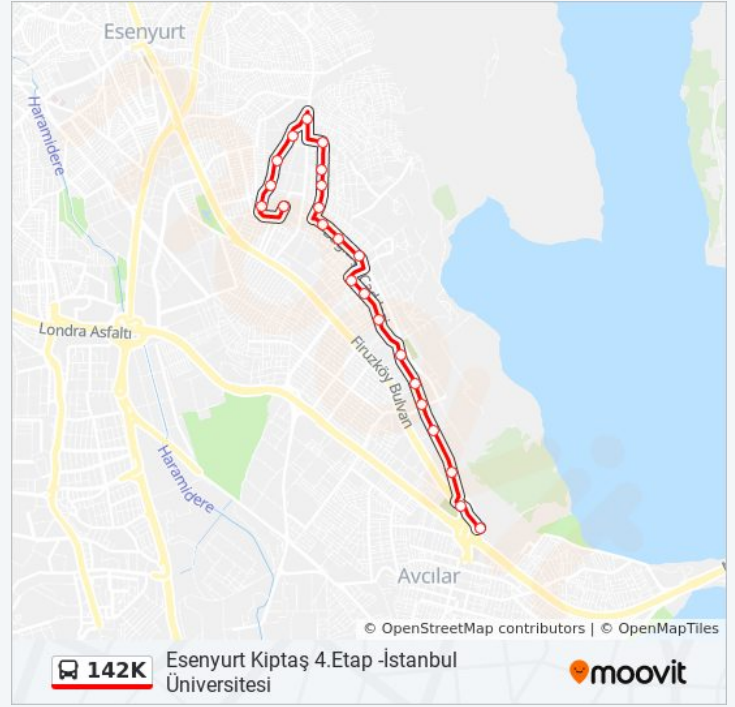 Esenyurt
Haramidere
Londra Asfaltı
Firuzköy Bulvarı
Haramidere
Avcılar
© OpenStreetMap contributors | © OpenMapTiles
142K
Esenyurt Kiptaş 4.Etap -İstanbul
Üniversitesi
moovit